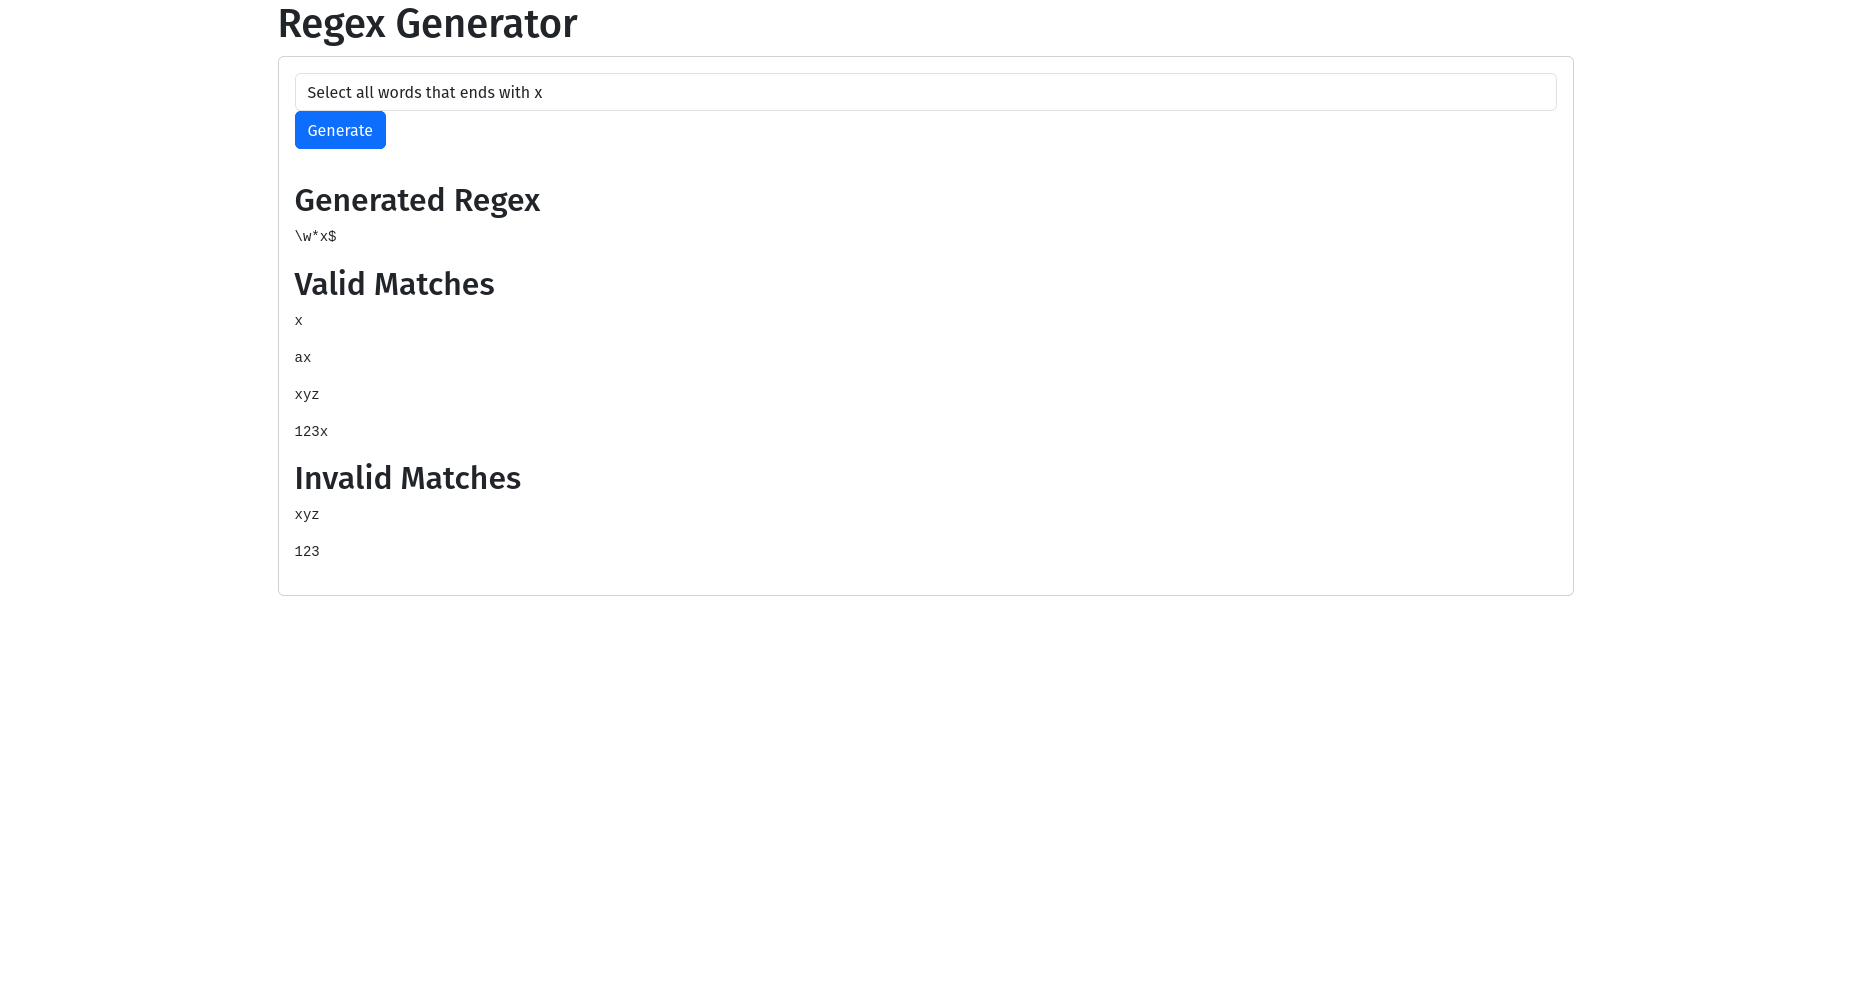 Regex Generator
Select all words that ends with x
Generate
Generated Regex
\w*x$
Valid Matches
x
ax
xyz
123x
Invalid Matches
xyz
123